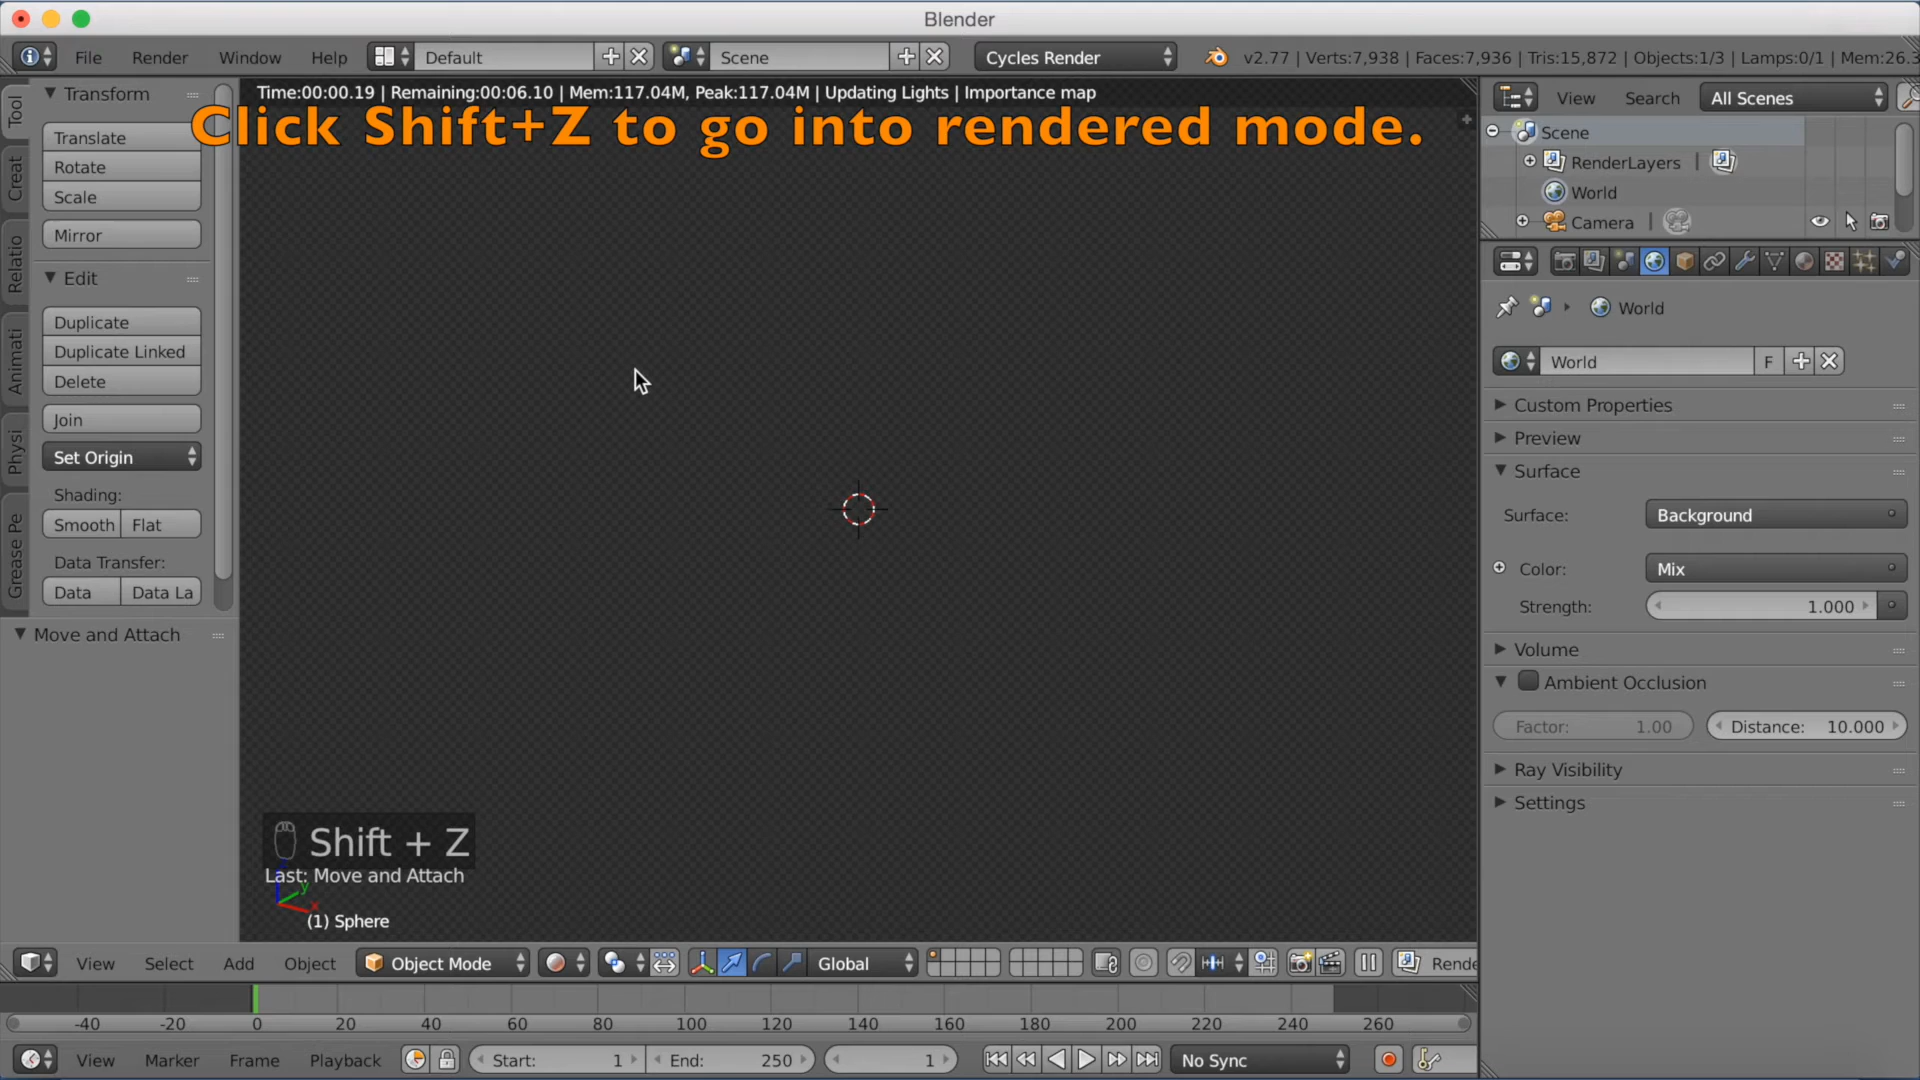 Blender
File Render Window Help Default Scene Cycles Render v2.77 | Verts:7,938 | Faces:7,936 | Tris:15,872 | Objects:1/3 | Lamps:0/1 | Mem:26.3
Time:00:00.19 | Remaining:00:06.10 | Mem:117.04M, Peak:117.04M | Updating Lights | Importance map
Click Shift+Z to go into rendered mode.
Tool
Creat
Relatio
Animati
Physi
Grease Pe
Transform
Translate
Rotate
Scale
Mirror
Edit
Duplicate
Duplicate Linked
Delete
Join
Set Origin
Shading:
Smooth Flat
Data Transfer:
Data Data La
Move and Attach
Shift + Z
Last: Move and Attach
y
x
(1) Sphere
View Search All Scenes
Scene
RenderLayers |
World
Camera |
World
World F
Custom Properties
Preview
Surface
Surface: Background
Color: Mix
Strength: 1.000
Volume
Ambient Occlusion
Factor: 1.00 Distance: 10.000
Ray Visibility
Settings
View Select Add Object Object Mode Global Rende
-40 -20 0 20 40 60 80 100 120 140 160 180 200 220 240 260
View Marker Frame Playback Start: 1 End: 250 1 No Sync